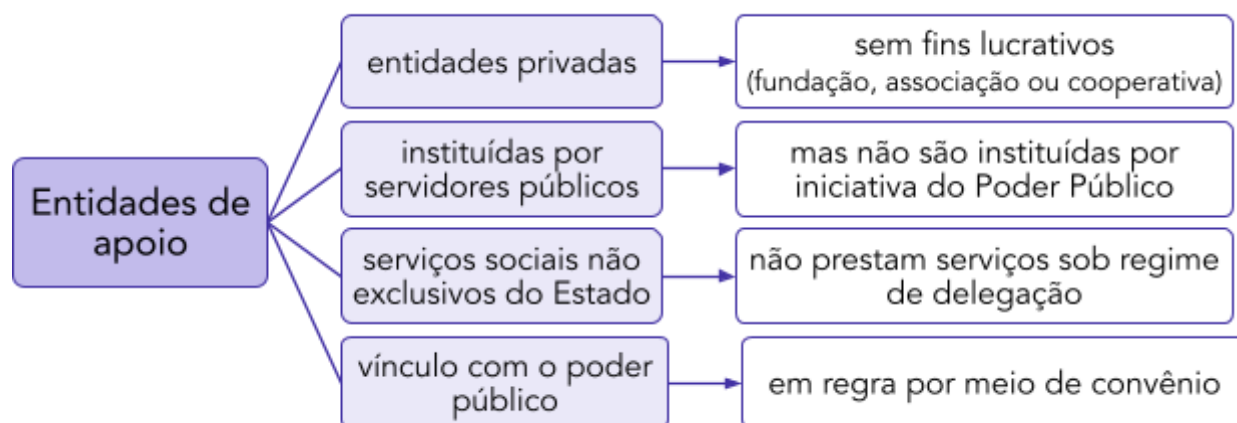 Entidades de
apoio
entidades privadas
sem fins lucrativos
(fundação, associação ou cooperativa)
instituídas por
servidores públicos
mas não são instituídas por
iniciativa do Poder Público
serviços sociais não
exclusivos do Estado
não prestam serviços sob regime
de delegação
vínculo com o poder
público
em regra por meio de convênio